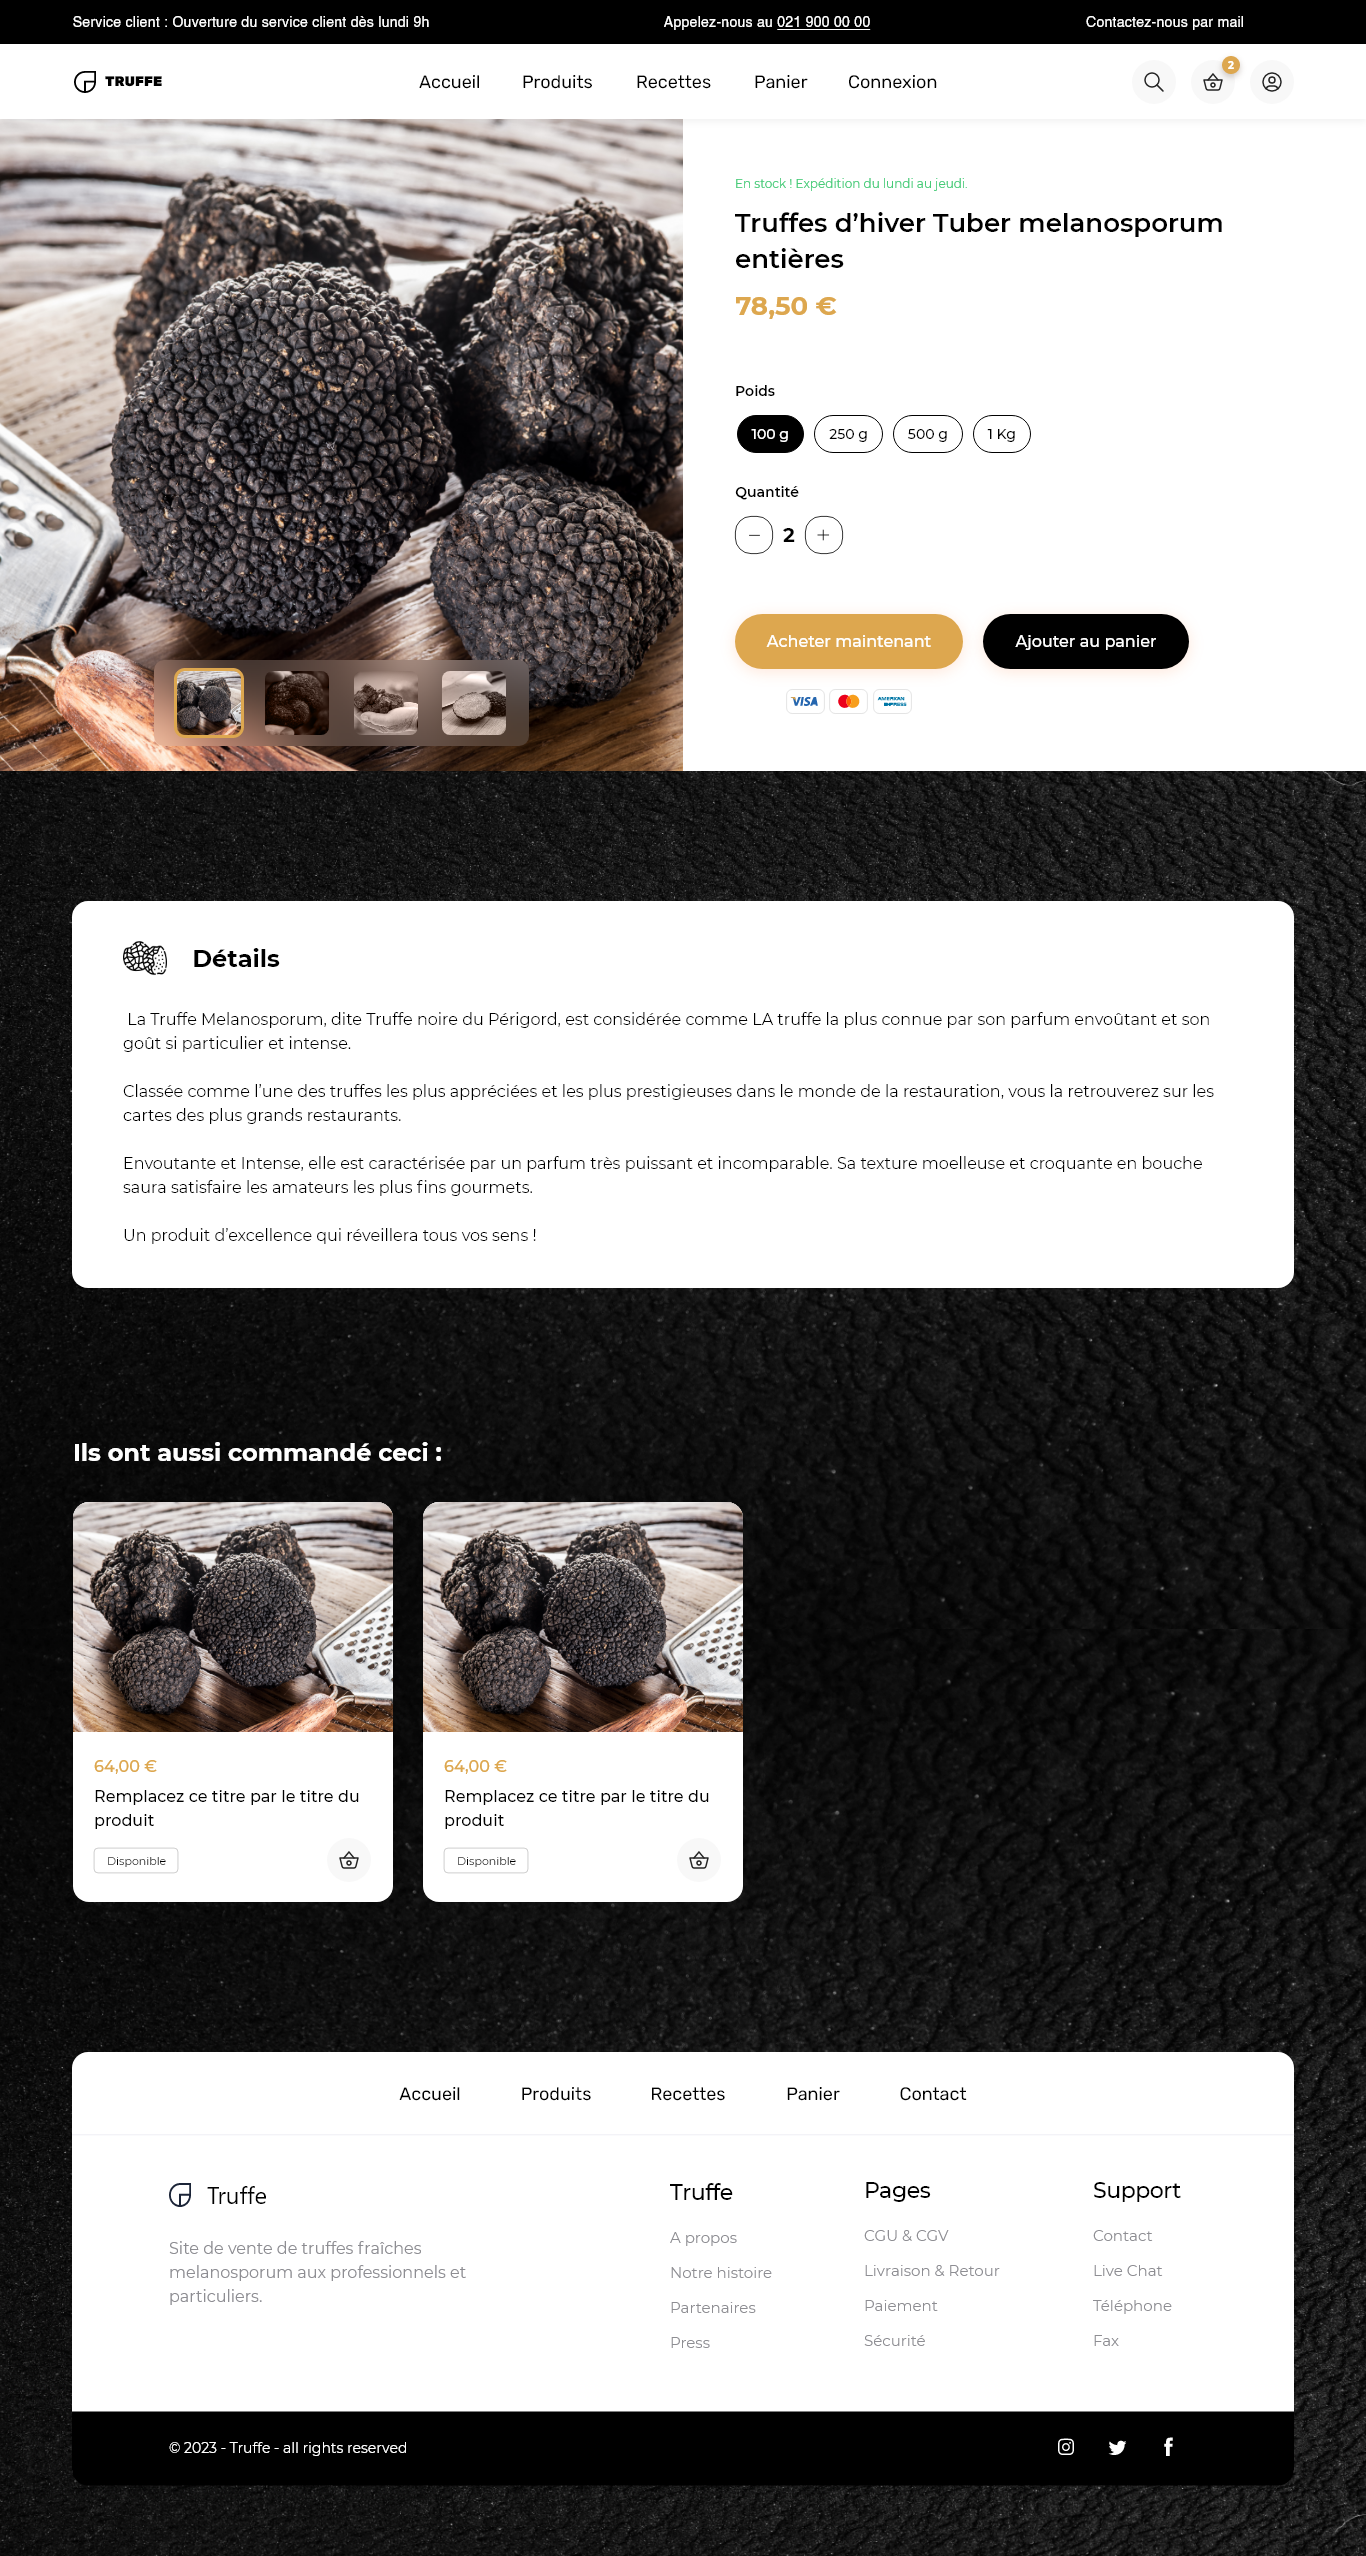 Service client : Ouverture du service client dès lundi 9h
Appelez-nous au 021 900 00 00
Contactez-nous par mail
TRUFFE
Accueil
Produits
Recettes
Panier
Connexion
2
En stock ! Expédition du lundi au jeudi.
Truffes d’hiver Tuber melanosporum
entières
78,50 €
Poids
100 g
250 g
500 g
1 Kg
Quantité
2
Acheter maintenant
Ajouter au panier
VISA
AMERICAN
EXPRESS
Détails
La Truffe Melanosporum, dite Truffe noire du Périgord, est considérée comme LA truffe la plus connue par son parfum envoûtant et son
goût si particulier et intense.
Classée comme l’une des truffes les plus appréciées et les plus prestigieuses dans le monde de la restauration, vous la retrouverez sur les
cartes des plus grands restaurants.
Envoutante et Intense, elle est caractérisée par un parfum très puissant et incomparable. Sa texture moelleuse et croquante en bouche
saura satisfaire les amateurs les plus fins gourmets.
Un produit d’excellence qui réveillera tous vos sens !
Ils ont aussi commandé ceci :
64,00 €
Remplacez ce titre par le titre du
produit
Disponible
64,00 €
Remplacez ce titre par le titre du
produit
Disponible
Accueil
Produits
Recettes
Panier
Contact
Truffe
Site de vente de truffes fraîches
melanosporum aux professionnels et
particuliers.
Truffe
A propos
Notre histoire
Partenaires
Press
Pages
CGU & CGV
Livraison & Retour
Paiement
Sécurité
Support
Contact
Live Chat
Téléphone
Fax
© 2023 - Truffe - all rights reserved